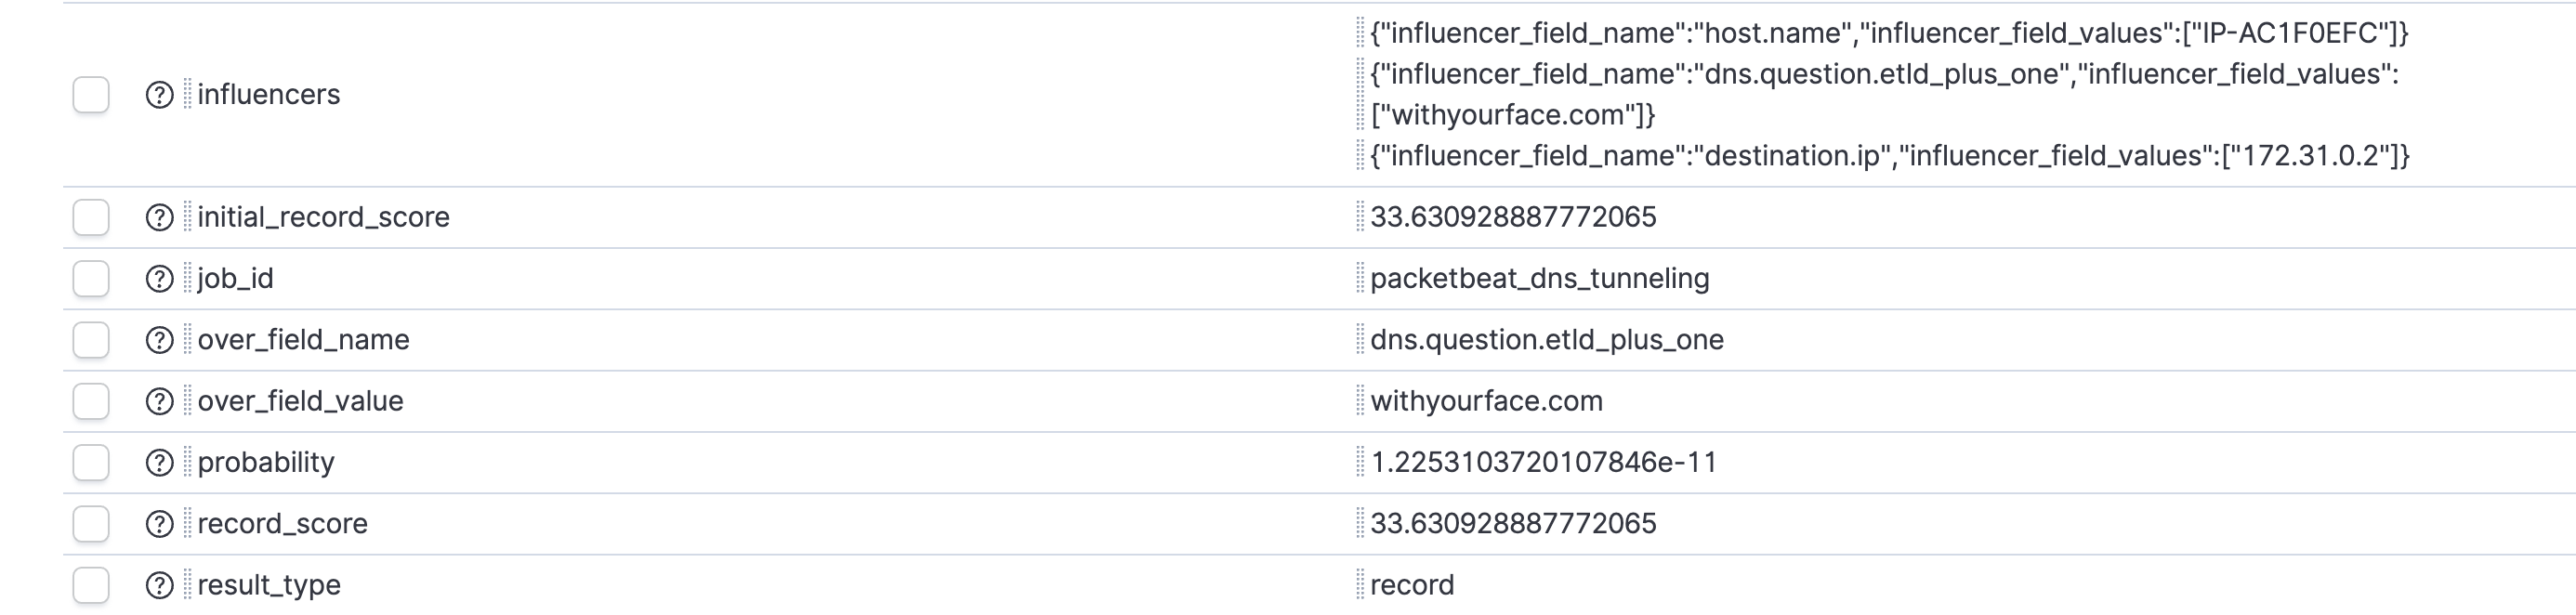 {"influencer_field_name":"host.name","influencer_field_values":["IP-AC1F0EFC"]}
{"influencer_field_name":"dns.question.etld_plus_one","influencer_field_values":
influencers
["withyourface.com"]}
{"influencer_field_name":"destination.ip","influencer_field_values":["172.31.0.2"]}
initial_record_score 33.630928887772065
job_id packetbeat_dns_tunneling
over_field_name dns.question.etld_plus_one
over_field_value withyourface.com
probability 1.2253103720107846e-11
record_score 33.630928887772065
result_type record